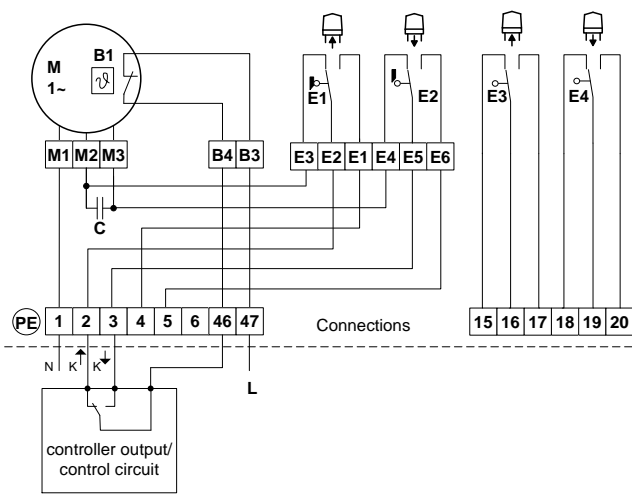 M
1~
B1
ϑ
E1
E2
E3
E4
M1 M2 M3 B4 B3
E3 E2 E1 E4 E5 E6
C
PE 1 2 3 4 5 6 46 47
Connections
15 16 17 18 19 20
N K K
L
controller output/
control circuit